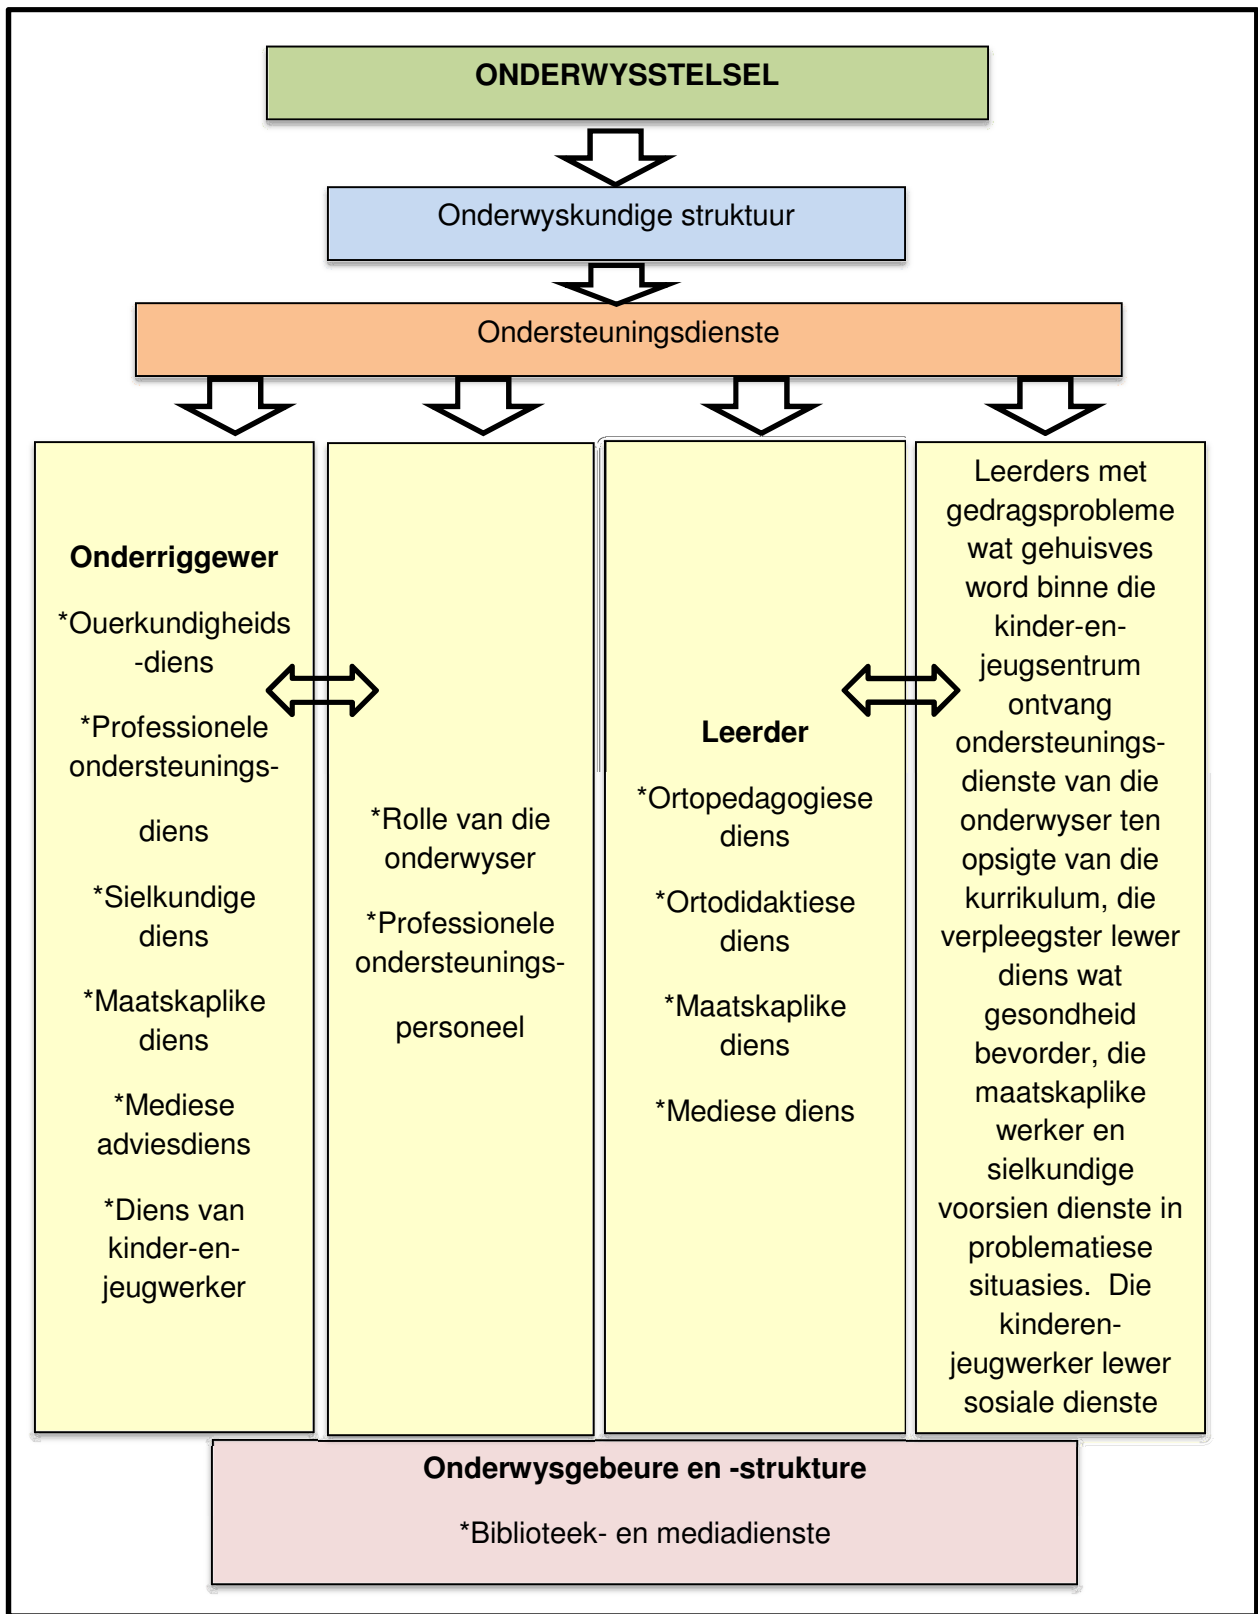 ONDERWYSSTELSEL
Onderwyskundige struktuur
Ondersteuningsdienste
Onderriggewer
*Ouerkundigheids
-diens
*Professionele
ondersteunings-
diens
*Sielkundige
diens
*Maatskaplike
diens
*Mediese
adviesdiens
*Diens van
kinder-en-
jeugwerker
*Rolle van die
onderwyser
*Professionele
ondersteunings-
personeel
Leerder
*Ortopedagogiese
diens
*Ortodidaktiese
diens
*Maatskaplike
diens
*Mediese diens
Leerders met
gedragsprobleme
wat gehuisves
word binne die
kinder-en-
jeugsentrum
ontvang
ondersteunings-
dienste van die
onderwyser ten
opsigte van die
kurrikulum, die
verpleegster lewer
diens wat
gesondheid
bevorder, die
maatskaplike
werker en
sielkundige
voorsien dienste in
problematiese
situasies.  Die
kinderen-
jeugwerker lewer
sosiale dienste
Onderwysgebeure en -strukture
*Biblioteek- en mediadienste